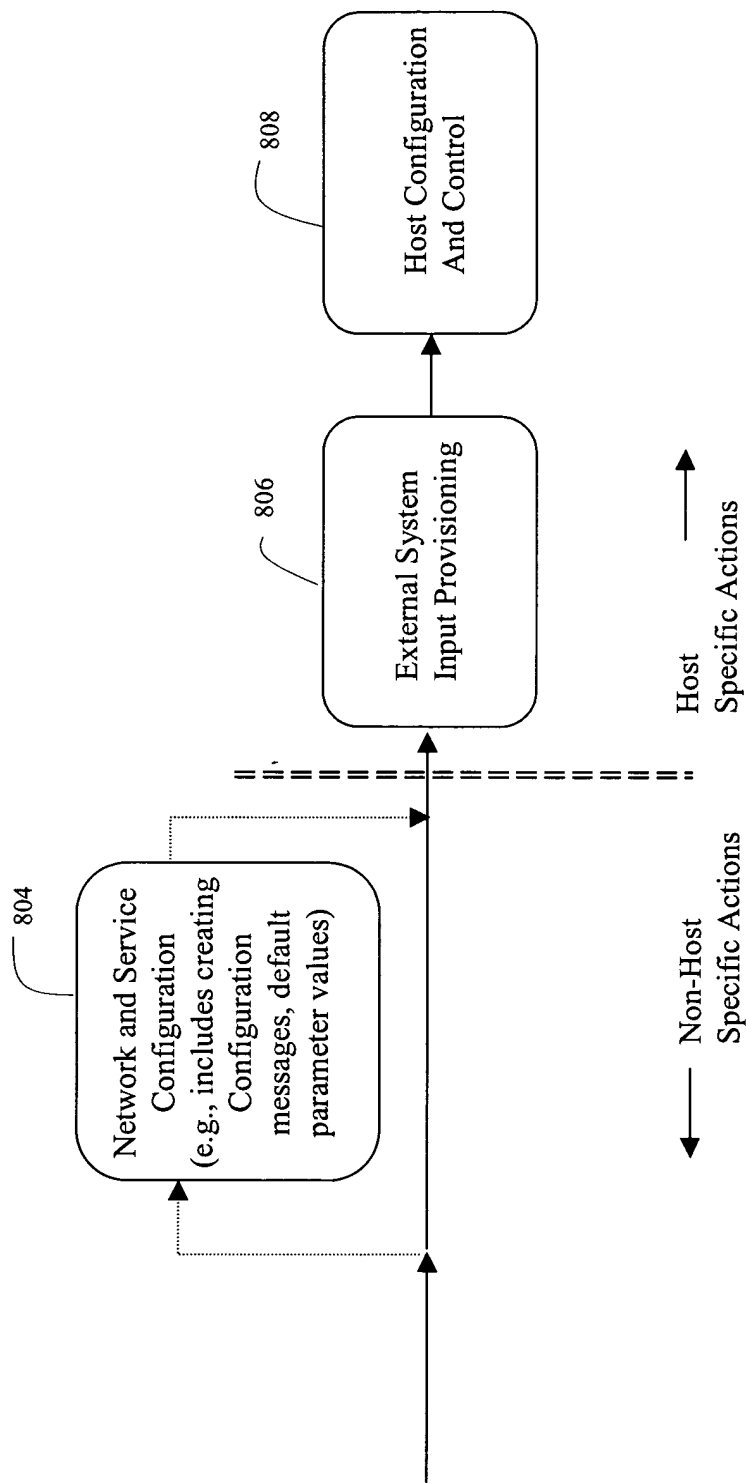 804
Network and Service
Configuration
(e.g., includes creating
Configuration
messages, default
parameter values)
806
External System
Input Provisioning
808
Host Configuration
And Control
Non-Host
Specific Actions
Host
Specific Actions